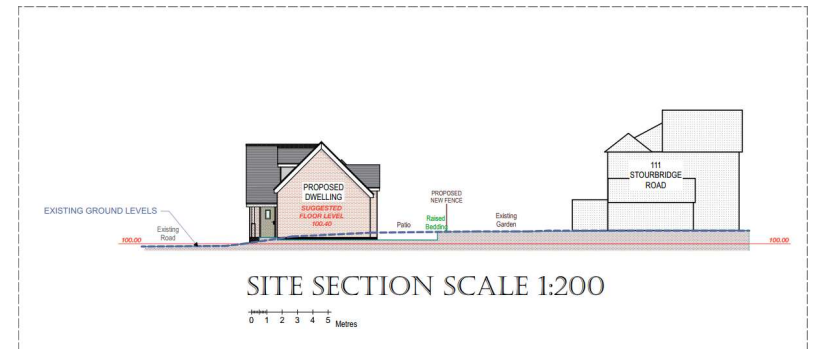 111
STOURBRIDGE
ROAD
PROPOSED
DWELLING
SUGGESTED
FLOOR LEVEL
100.40
PROPOSED
NEW FENCE
EXISTING GROUND LEVELS
Existing
Road
Patio
Raised
Bedding
Existing
Garden
100.00
100.00
SITE SECTION SCALE 1:200
0 1 2 3 4 5 Metres